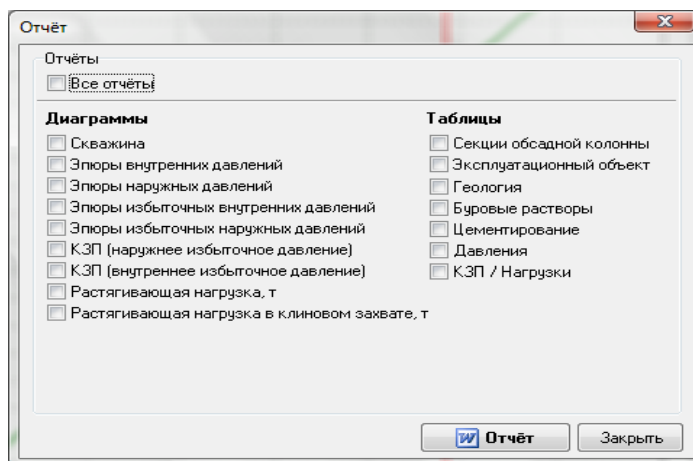 Отчёт
Отчёты
Все отчёты
Диаграммы
Скважина
Эпюры внутренних давлений
Эпюры наружных давлений
Эпюры избыточных внутренних давлений
Эпюры избыточных наружных давлений
КЗП (наружнее избыточное давление)
КЗП (внутреннее избыточное давление)
Растягивающая нагрузка, т
Растягивающая нагрузка в клиновом захвате, т
Таблицы
Секции обсадной колонны
Эксплуатационный объект
Геология
Буровые растворы
Цементирование
Давления
КЗП / Нагрузки
Отчёт
Закрыть